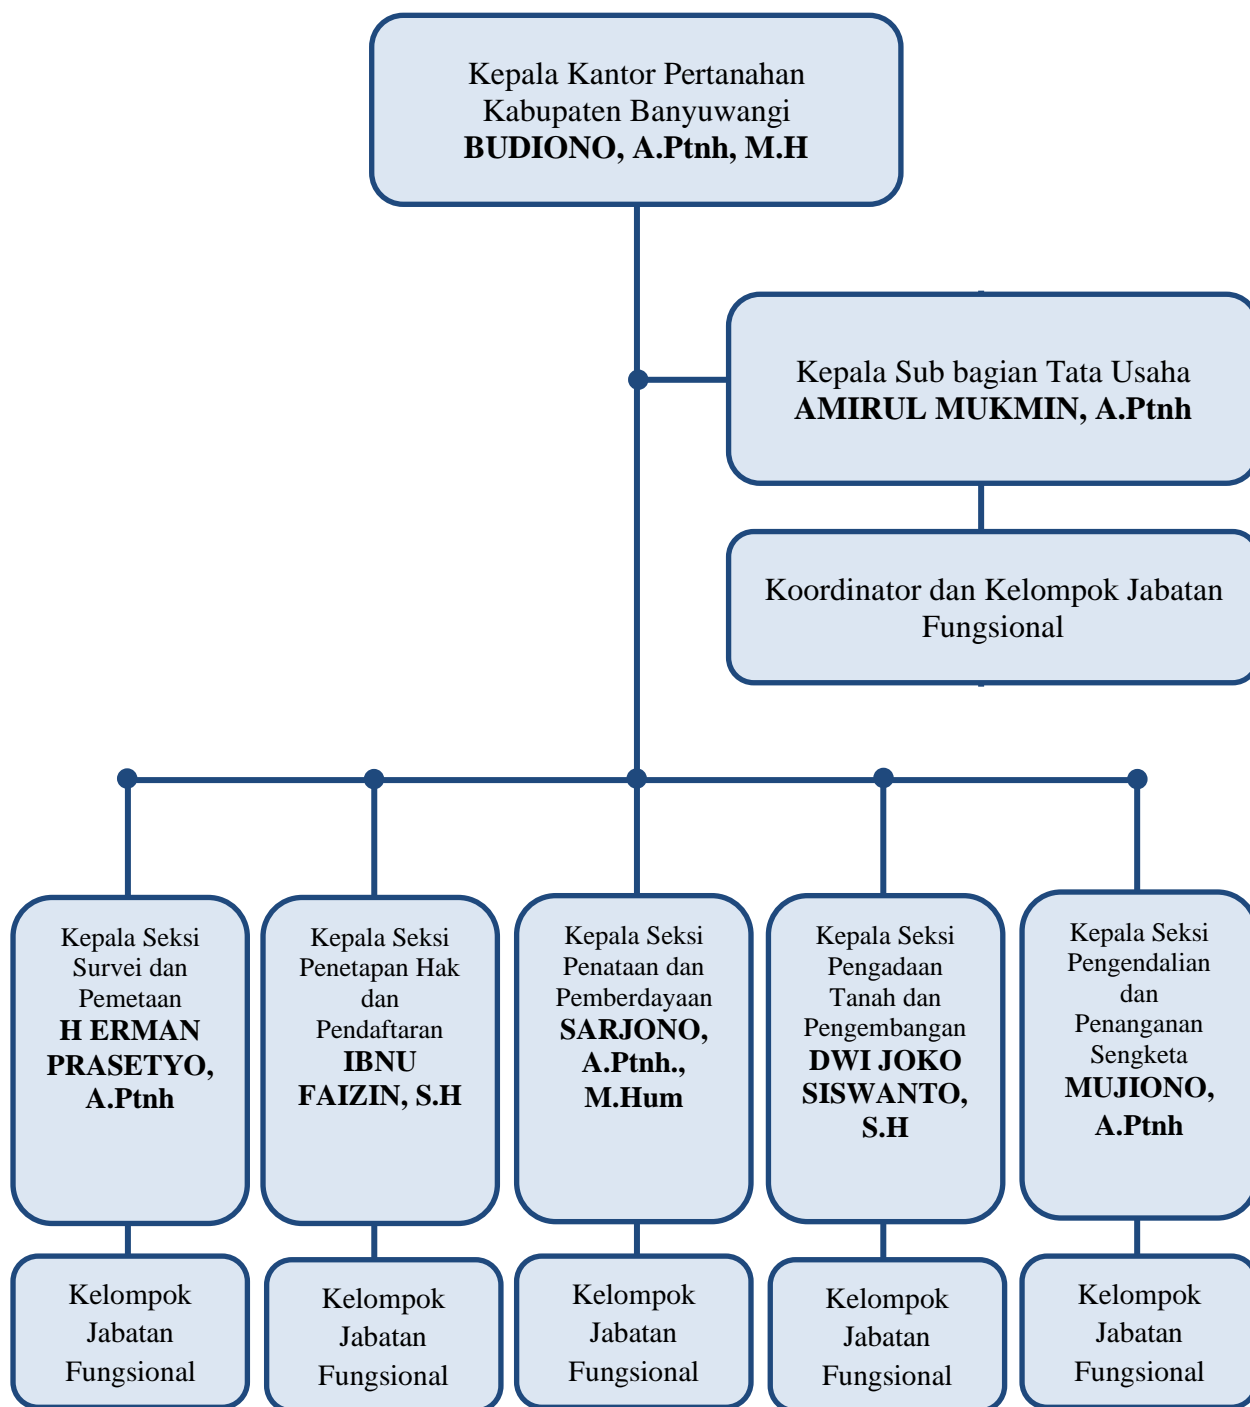 Kepala Kantor Pertanahan
Kabupaten Banyuwangi
BUDIONO, A.Ptnh, M.H
Kepala Sub bagian Tata Usaha
AMIRUL MUKMIN, A.Ptnh
Koordinator dan Kelompok Jabatan
Fungsional
Kepala Seksi
Survei dan
Pemetaan
H ERMAN
PRASETYO,
A.Ptnh
Kepala Seksi
Penetapan Hak
dan
Pendaftaran
IBNU
FAIZIN, S.H
Kepala Seksi
Penataan dan
Pemberdayaan
SARJONO,
A.Ptnh.,
M.Hum
Kepala Seksi
Pengadaan
Tanah dan
Pengembangan
DWI JOKO
SISWANTO,
S.H
Kepala Seksi
Pengendalian
dan
Penanganan
Sengketa
MUJIONO,
A.Ptnh
Kelompok
Jabatan
Fungsional
Kelompok
Jabatan
Fungsional
Kelompok
Jabatan
Fungsional
Kelompok
Jabatan
Fungsional
Kelompok
Jabatan
Fungsional